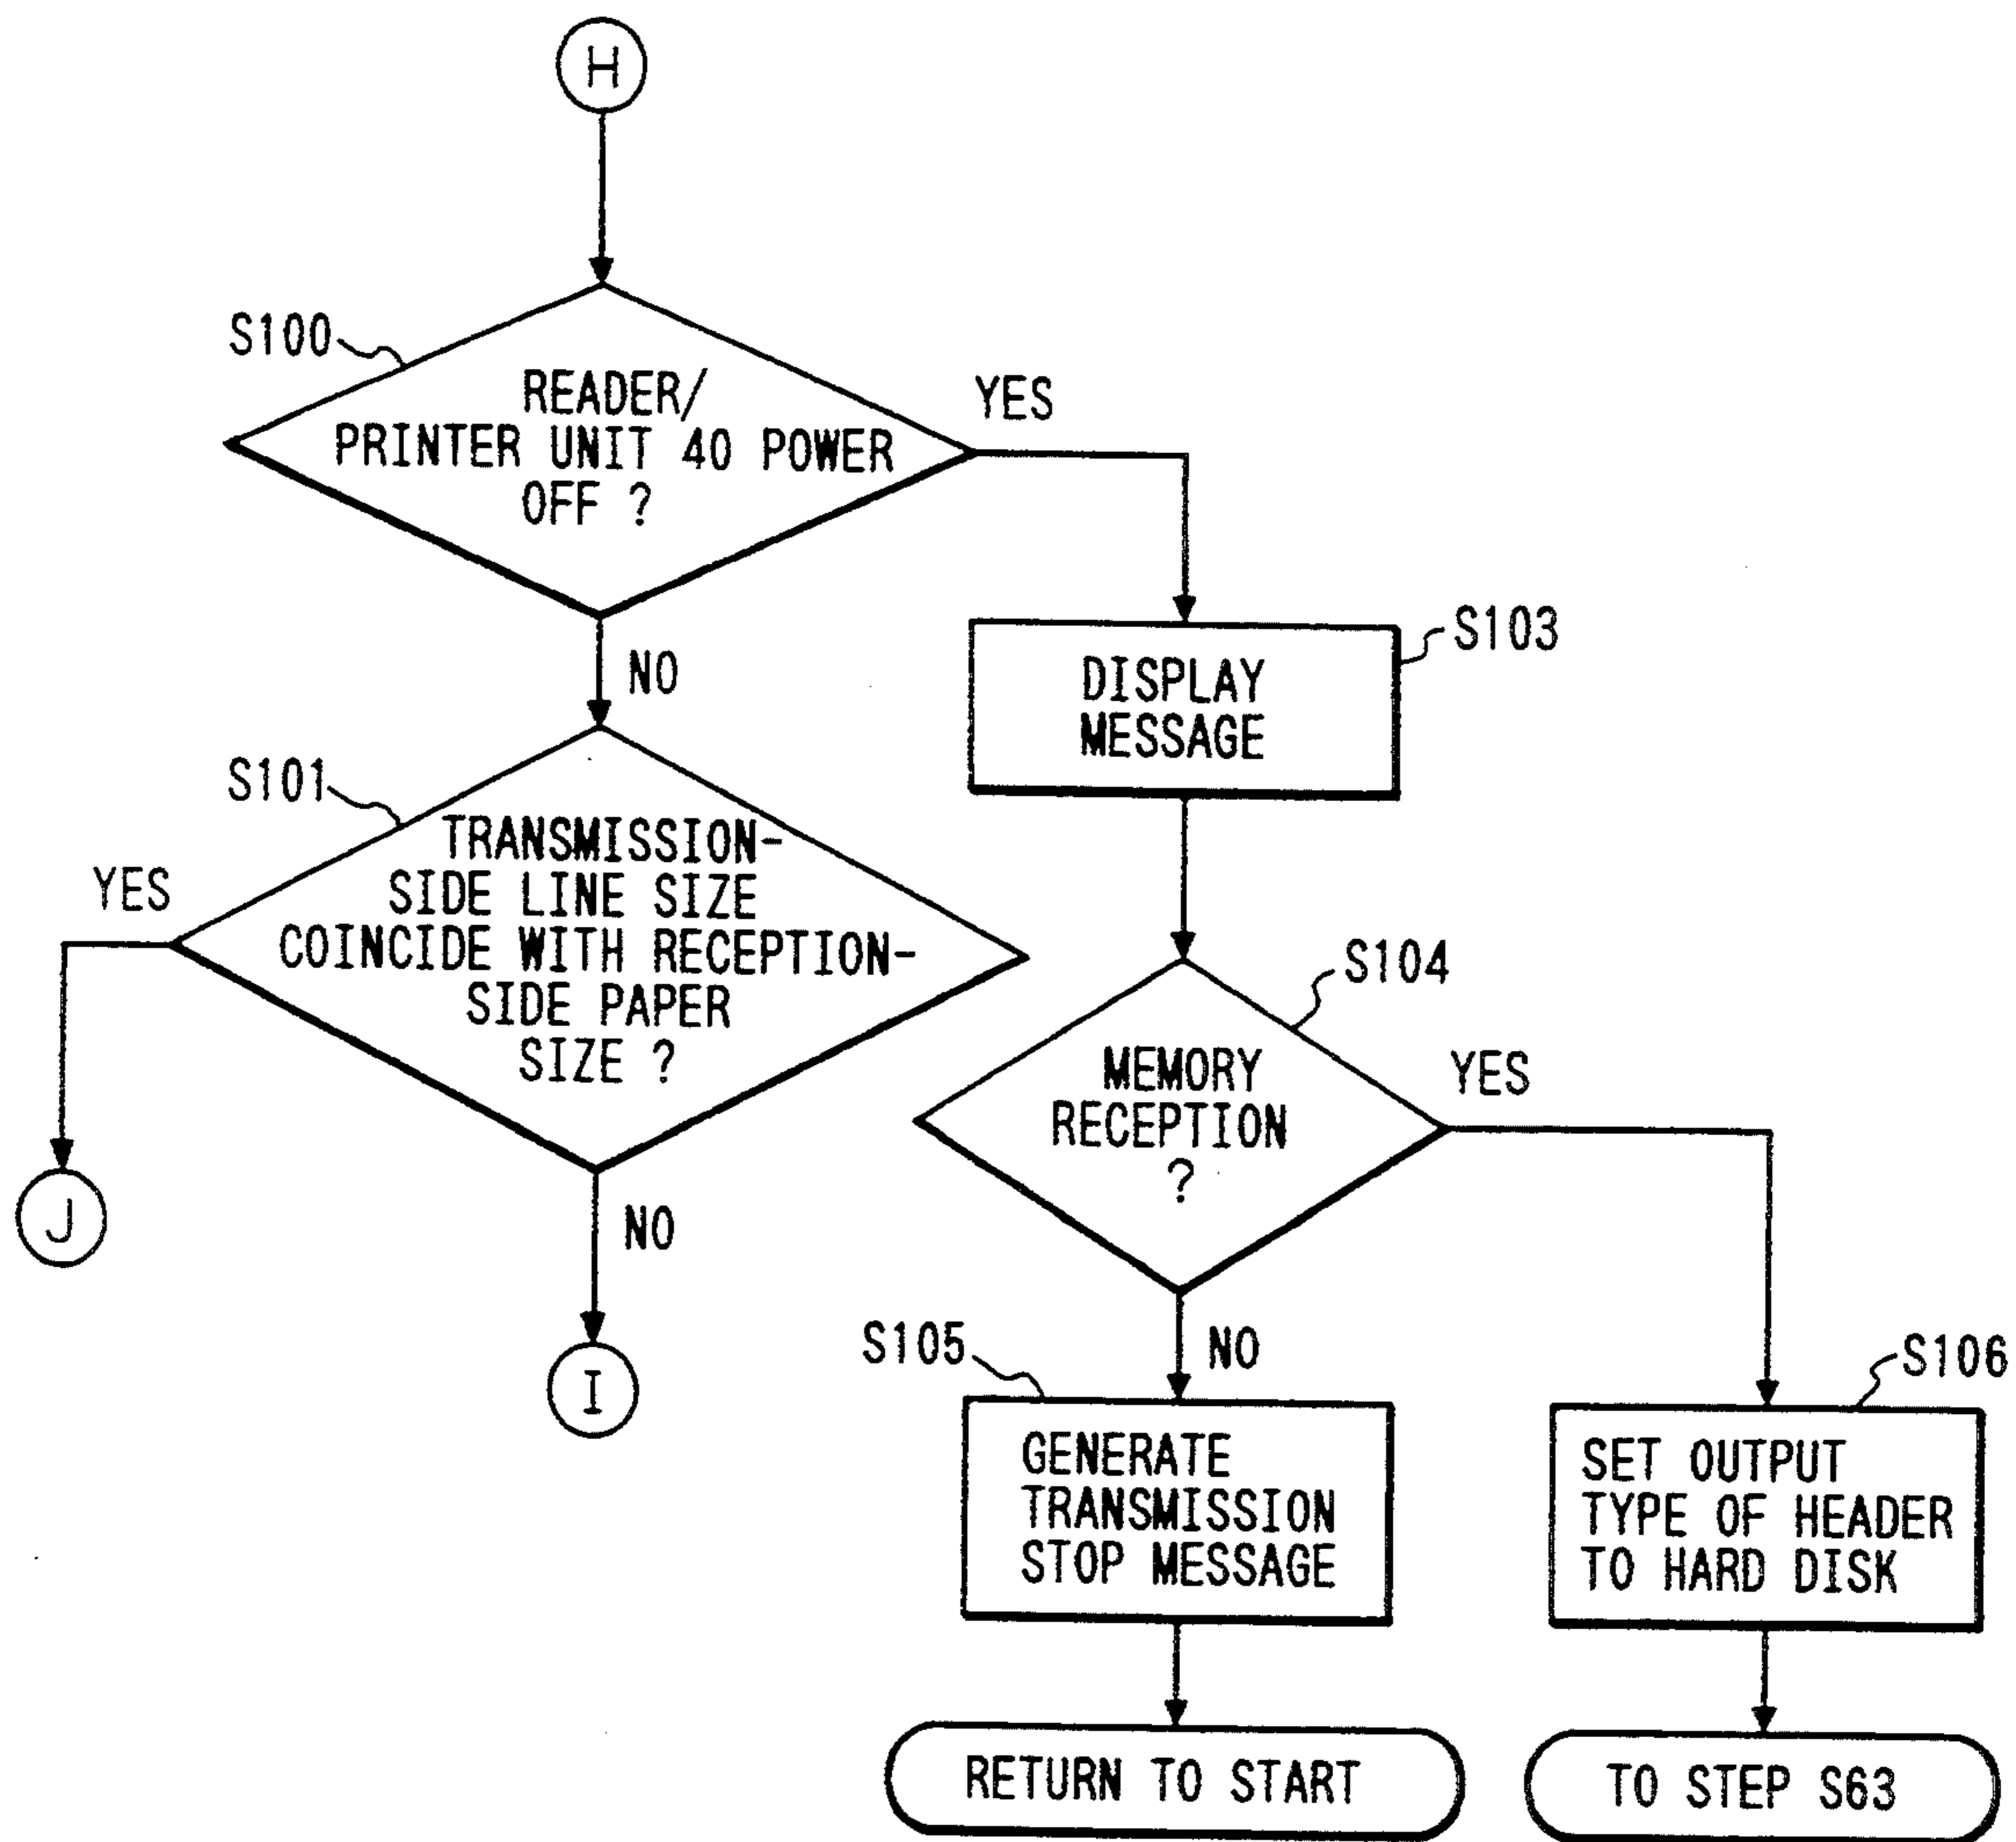 H
S100
READER/
PRINTER UNIT 40 POWER
OFF ?
YES
NO
S103
DISPLAY
MESSAGE
S101
TRANSMISSION-
SIDE LINE SIZE
COINCIDE WITH RECEPTION-
SIDE PAPER
SIZE ?
YES
J
NO
I
S104
MEMORY
RECEPTION
?
YES
NO
S105
GENERATE
TRANSMISSION
STOP MESSAGE
S106
SET OUTPUT
TYPE OF HEADER
TO HARD DISK
RETURN TO START
TO STEP S63